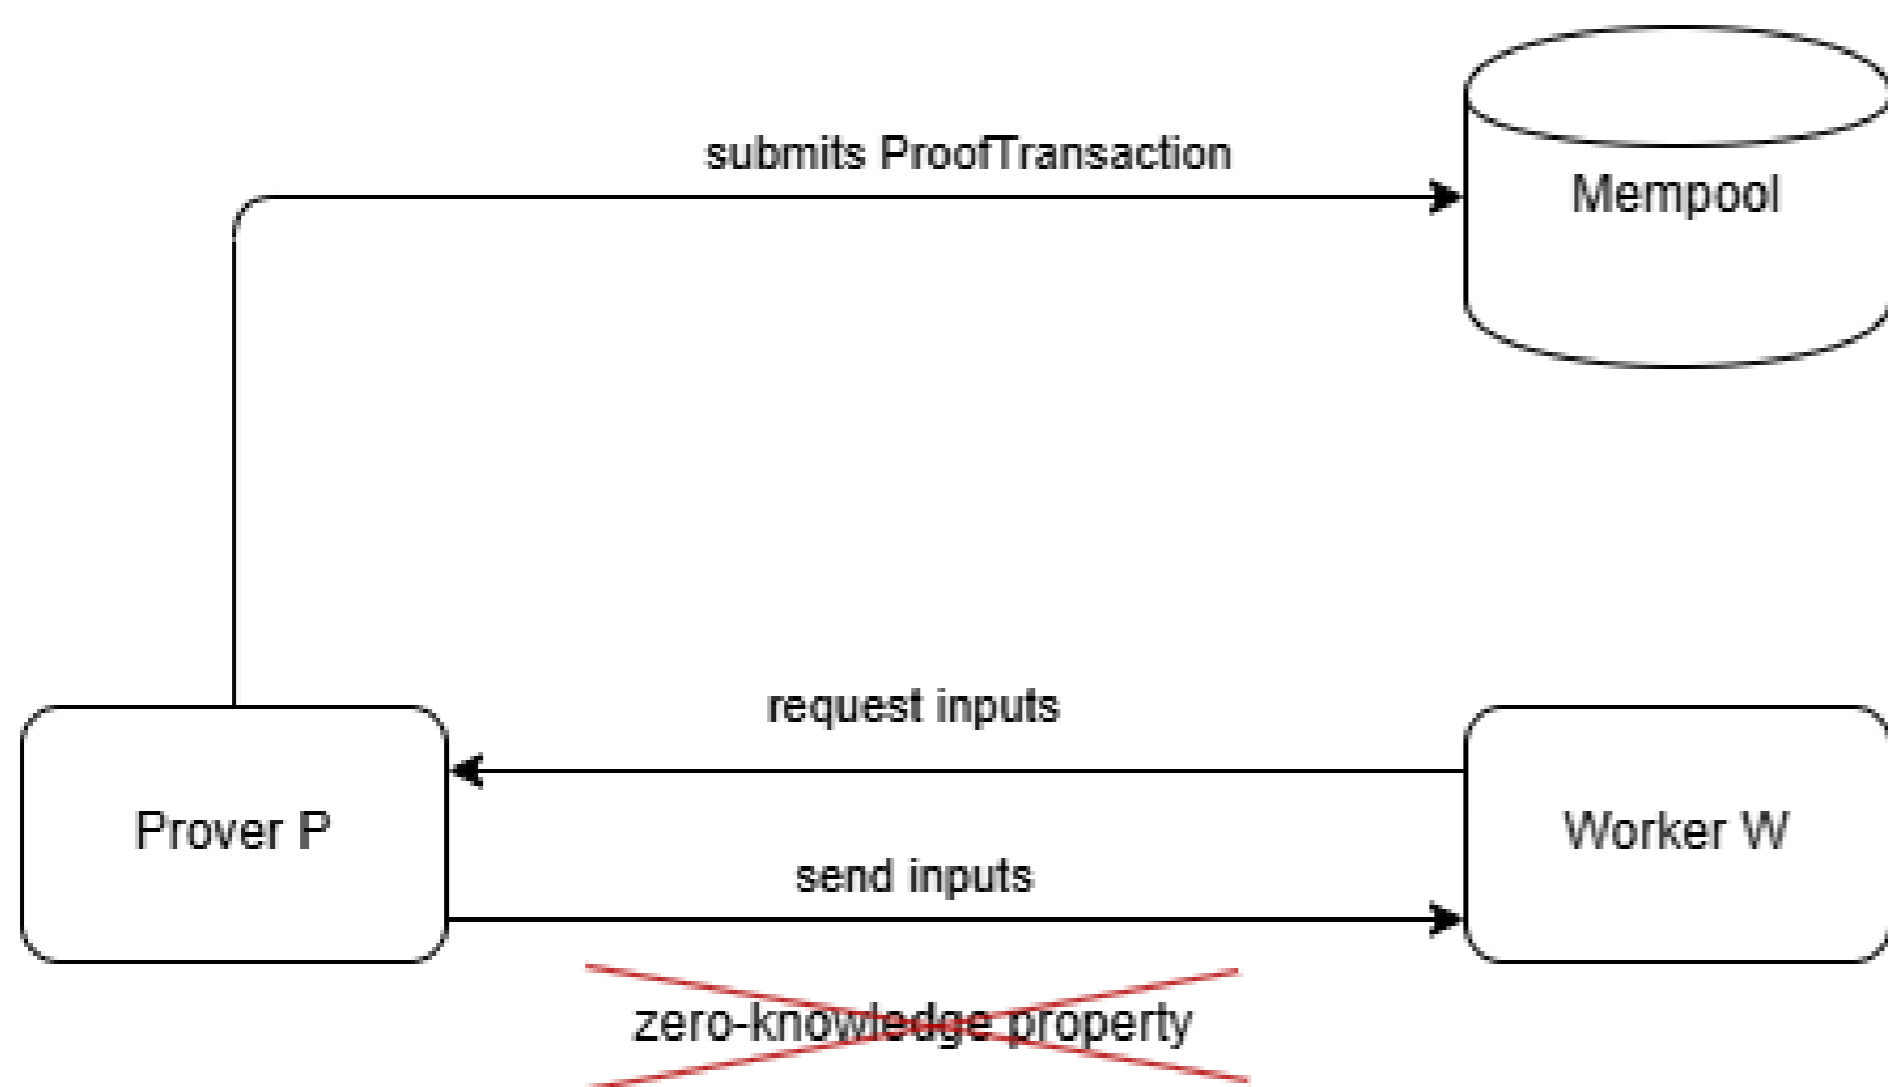 submits ProofTransaction
Mempool
request inputs
Prover P
Worker W
send inputs
zero-knowledge property